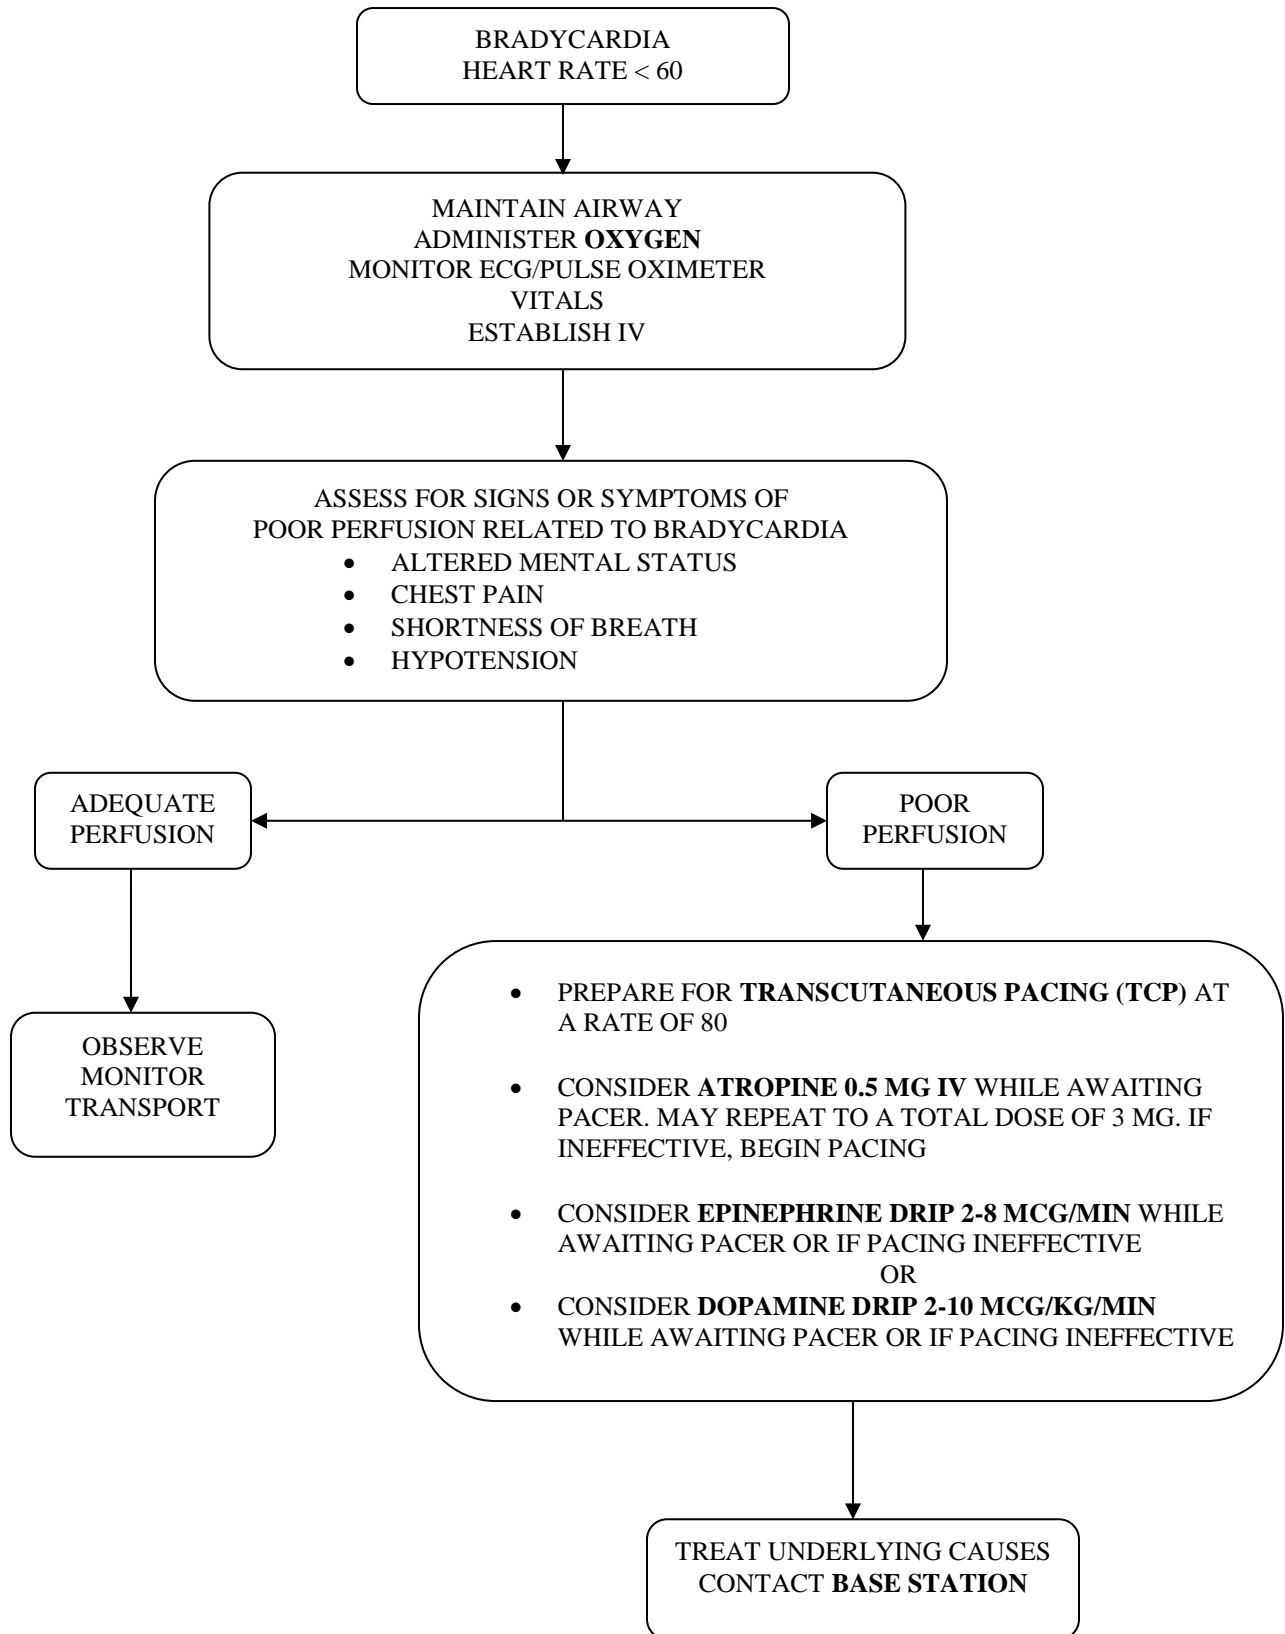 BRADYCARDIA
HEART RATE < 60
MAINTAIN AIRWAY
ADMINISTER OXYGEN
MONITOR ECG/PULSE OXIMETER
VITALS
ESTABLISH IV
ASSESS FOR SIGNS OR SYMPTOMS OF
POOR PERFUSION RELATED TO BRADYCARDIA
• ALTERED MENTAL STATUS
• CHEST PAIN
• SHORTNESS OF BREATH
• HYPOTENSION
ADEQUATE
PERFUSION
POOR
PERFUSION
OBSERVE
MONITOR
TRANSPORT
• PREPARE FOR TRANSCUTANEOUS PACING (TCP) AT
A RATE OF 80
• CONSIDER ATROPINE 0.5 MG IV WHILE AWAITING
PACER. MAY REPEAT TO A TOTAL DOSE OF 3 MG. IF
INEFFECTIVE, BEGIN PACING
• CONSIDER EPINEPHRINE DRIP 2-8 MCG/MIN WHILE
AWAITING PACER OR IF PACING INEFFECTIVE
OR
• CONSIDER DOPAMINE DRIP 2-10 MCG/KG/MIN
WHILE AWAITING PACER OR IF PACING INEFFECTIVE
TREAT UNDERLYING CAUSES
CONTACT BASE STATION